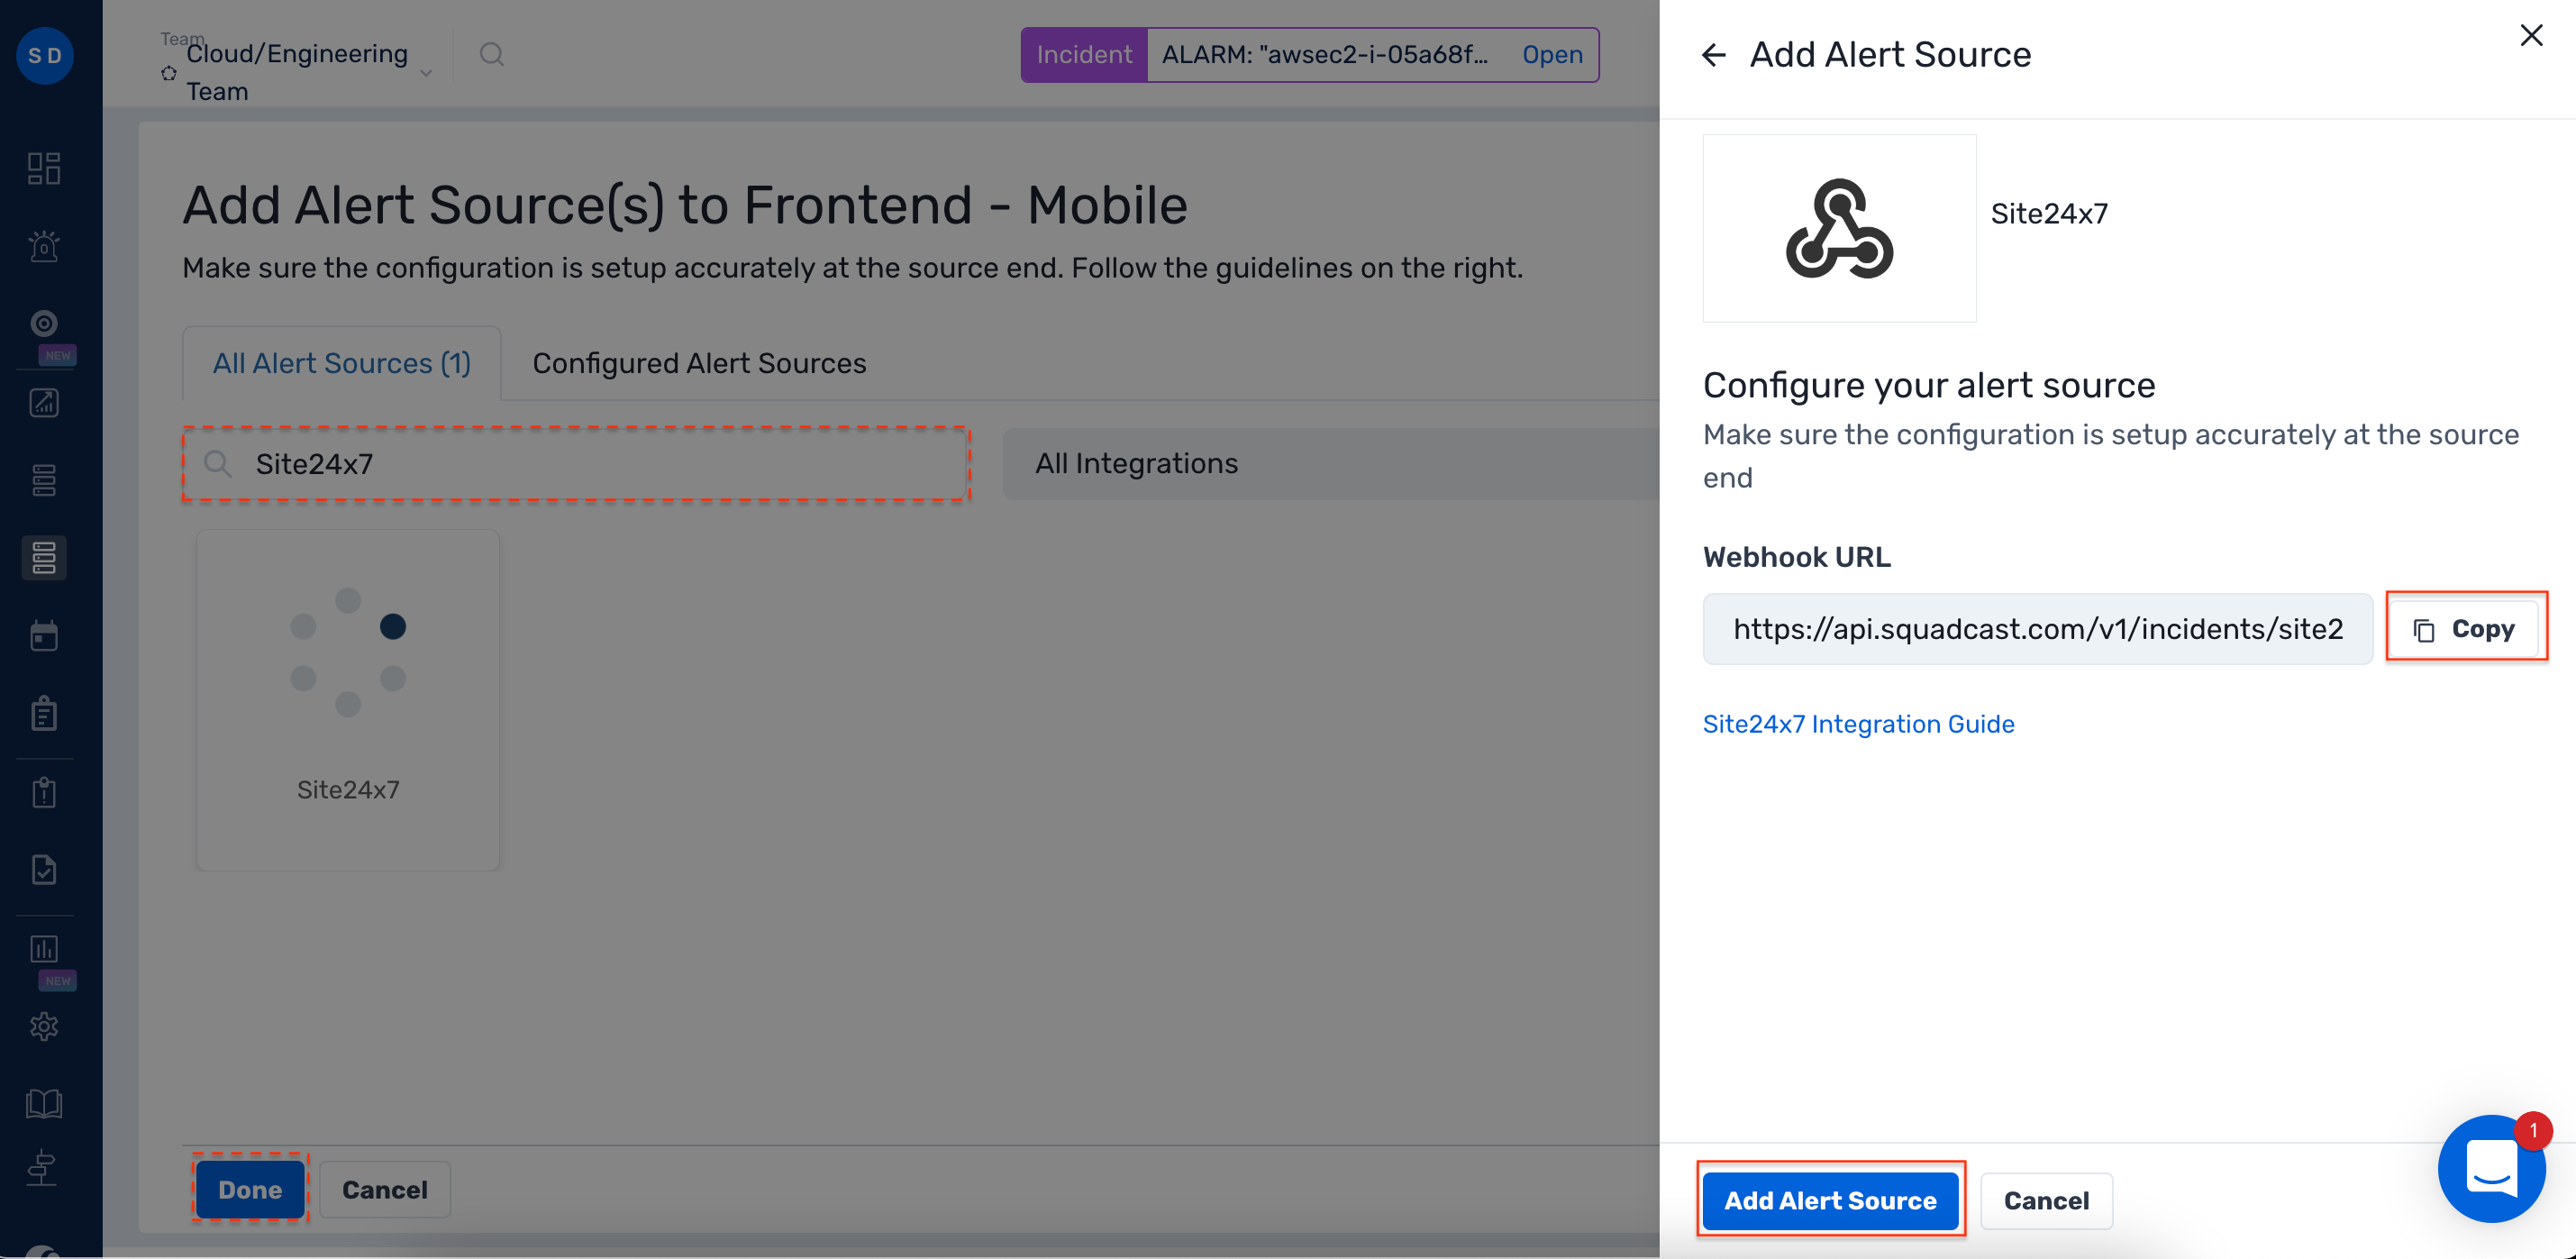 S D
Team
Cloud/Engineering
Team
Incident
ALARM: "awsec2-i-05a68f...
Open
NEW
NEW
Add Alert Source(s) to Frontend - Mobile
Make sure the configuration is setup accurately at the source end. Follow the guidelines on the right.
All Alert Sources (1)
Configured Alert Sources
Site24x7
All Integrations
Site24x7
Done
Cancel
Add Alert Source
Site24x7
Configure your alert source
Make sure the configuration is setup accurately at the source
end
Webhook URL
https://api.squadcast.com/v1/incidents/site2
Copy
Site24x7 Integration Guide
Add Alert Source
Cancel
1